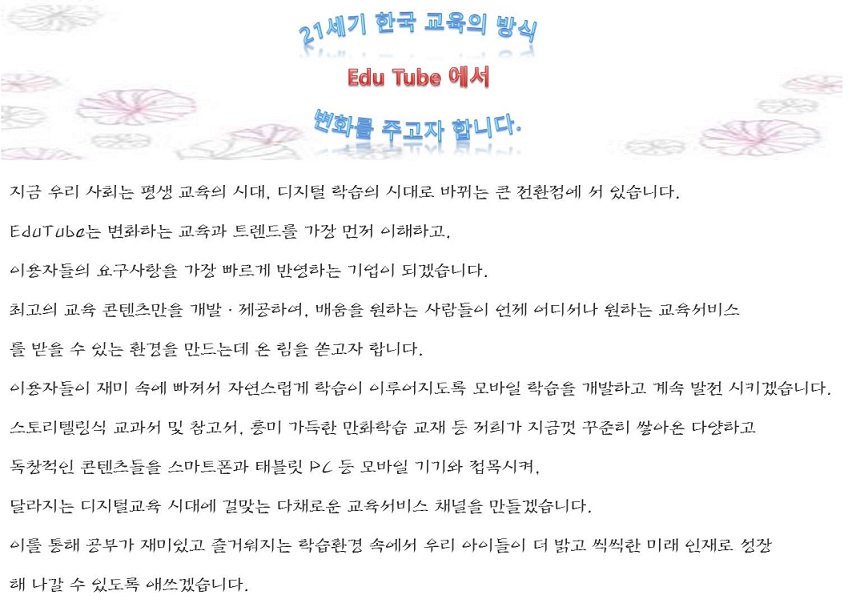 21세기 한국 교육의 방식
Edu Tube 에서
변화를 주고자 합니다.
지금 우리 사회는 평생 교육의 시대, 디지털 학습의 시대로 바뀌는 큰 전환점에 서 있습니다.
EduTube는 변화하는 교육과 트렌드를 가장 먼저 이해하고,
이용자들의 요구사항을 가장 빠르게 반영하는 기업이 되겠습니다.
최고의 교육 콘텐츠만을 개발·제공하여, 배움을 원하는 사람들이 언제 어디서나 원하는 교육서비스
를 받을 수 있는 환경을 만드는데 온 힘을 쏟고자 합니다.
이용자들이 재미 속에 빠져서 자연스럽게 학습이 이루어지도록 모바일 학습을 개발하고 계속 발전 시키겠습니다.
스토리텔링식 교과서 및 참고서, 흥미 가득한 만화학습 교재 등 저희가 지금껏 꾸준히 쌓아온 다양하고
독창적인 콘텐츠들을 스마트폰과 태블릿 PC 등 모바일 기기와 접목시켜,
달라지는 디지털교육 시대에 걸맞는 다채로운 교육서비스 채널을 만들겠습니다.
이를 통해 공부가 재미있고 즐거워지는 학습환경 속에서 우리 아이들이 더 밝고 씩씩한 미래 인재로 성장
해 나갈 수 있도록 애쓰겠습니다.